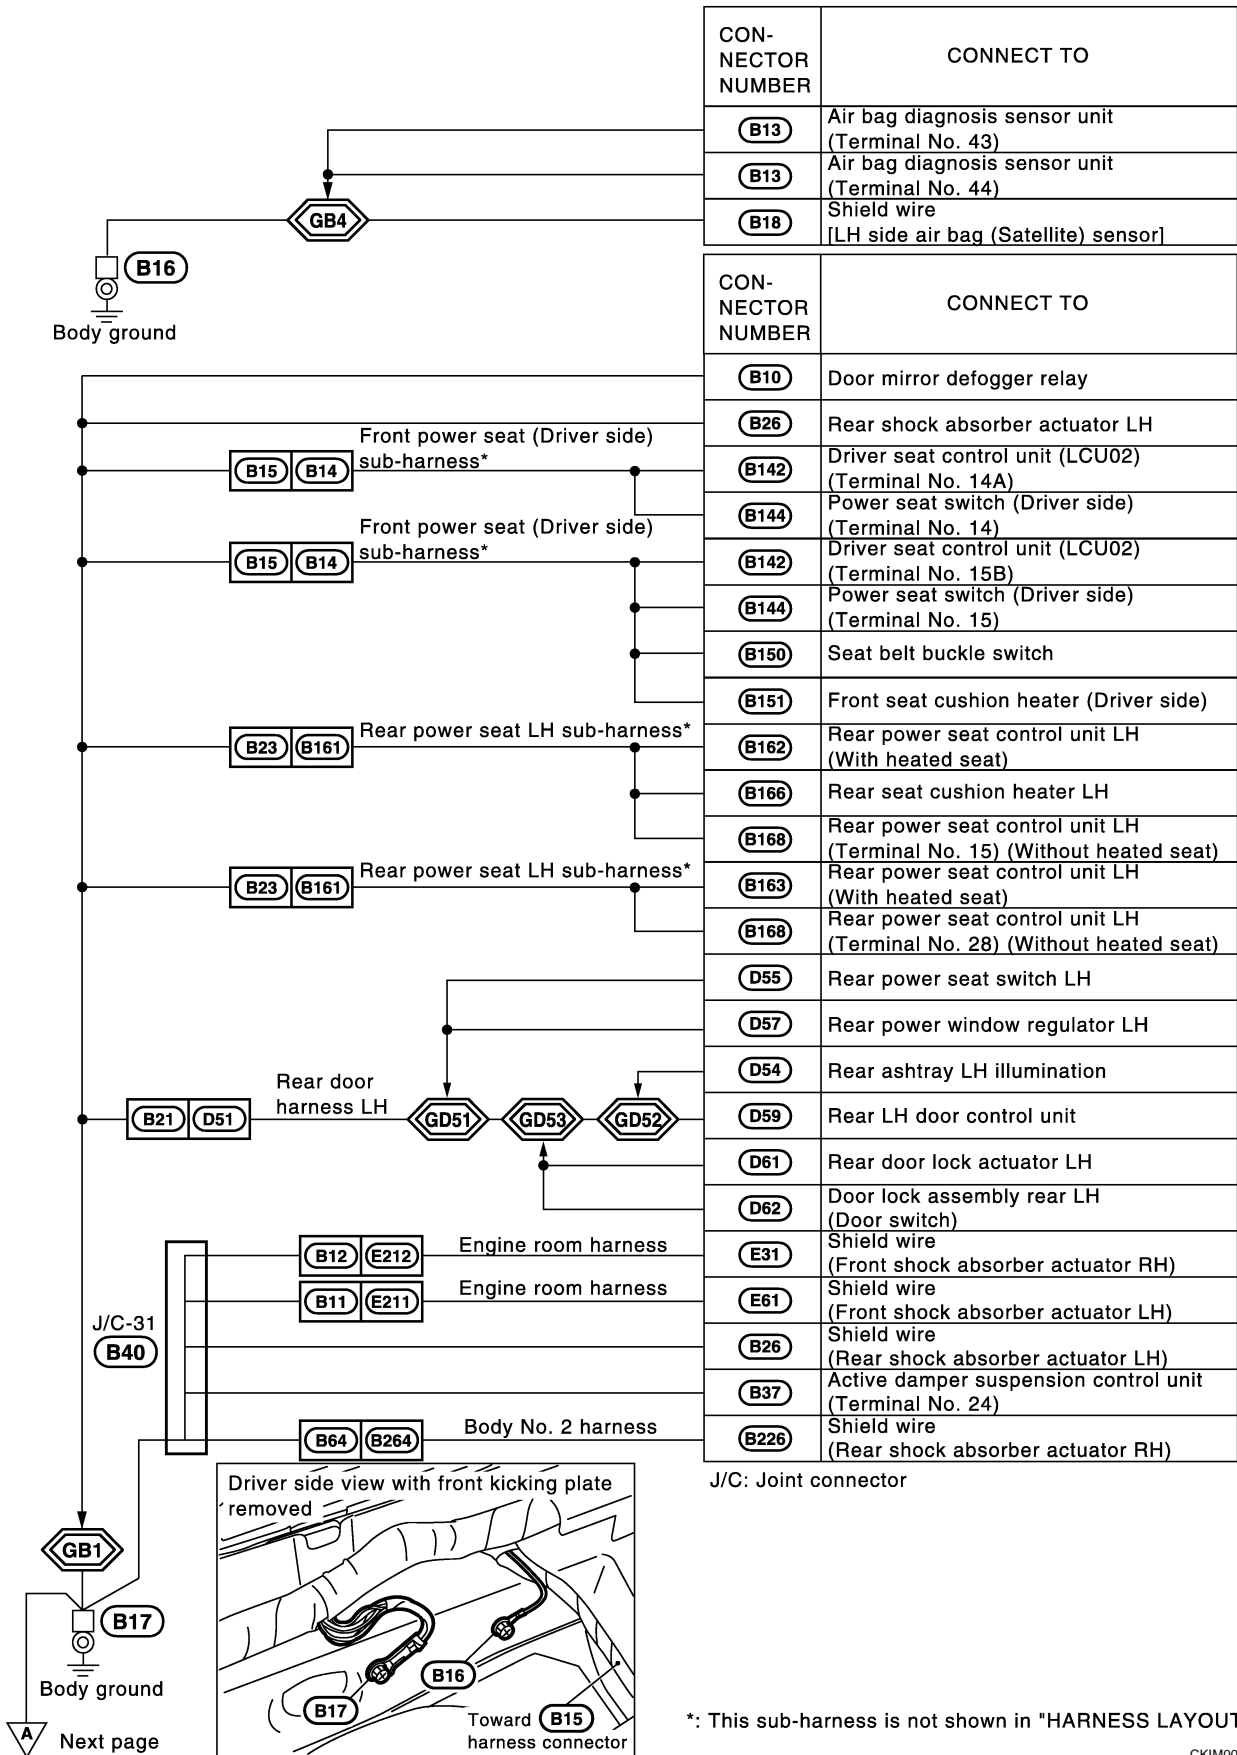 CON-
NECTOR
NUMBER
CONNECT TO
B13
Air bag diagnosis sensor unit
(Terminal No. 43)
B13
Air bag diagnosis sensor unit
(Terminal No. 44)
GB4
B18
Shield wire
[LH side air bag (Satellite) sensor]
B16
Body ground
CON-
NECTOR
NUMBER
CONNECT TO
B10
Door mirror defogger relay
B26
Rear shock absorber actuator LH
Front power seat (Driver side)
sub-harness*
B15 B14
B142
Driver seat control unit (LCU02)
(Terminal No. 14A)
B144
Power seat switch (Driver side)
(Terminal No. 14)
Front power seat (Driver side)
sub-harness*
B15 B14
B142
Driver seat control unit (LCU02)
(Terminal No. 15B)
B144
Power seat switch (Driver side)
(Terminal No. 15)
B150
Seat belt buckle switch
B151
Front seat cushion heater (Driver side)
Rear power seat LH sub-harness*
B23 B161
B162
Rear power seat control unit LH
(With heated seat)
B166
Rear seat cushion heater LH
B168
Rear power seat control unit LH
(Terminal No. 15) (Without heated seat)
Rear power seat LH sub-harness*
B23 B161
B163
Rear power seat control unit LH
(With heated seat)
B168
Rear power seat control unit LH
(Terminal No. 28) (Without heated seat)
D55
Rear power seat switch LH
D57
Rear power window regulator LH
D54
Rear ashtray LH illumination
Rear door
harness LH
B21 D51
GD51
GD53
GD52
D59
Rear LH door control unit
D61
Rear door lock actuator LH
D62
Door lock assembly rear LH
(Door switch)
B12 E212
Engine room harness
E31
Shield wire
(Front shock absorber actuator RH)
B11 E211
Engine room harness
E61
Shield wire
(Front shock absorber actuator LH)
J/C-31
B40
B26
Shield wire
(Rear shock absorber actuator LH)
B37
Active damper suspension control unit
(Terminal No. 24)
B64 B264
Body No. 2 harness
B226
Shield wire
(Rear shock absorber actuator RH)
J/C: Joint connector
Driver side view with front kicking plate
removed
GB1
B17
Body ground
A
Next page
B16
B17
Toward B15
harness connector
*: This sub-harness is not shown in "HARNESS LAYOUT
CKIM00